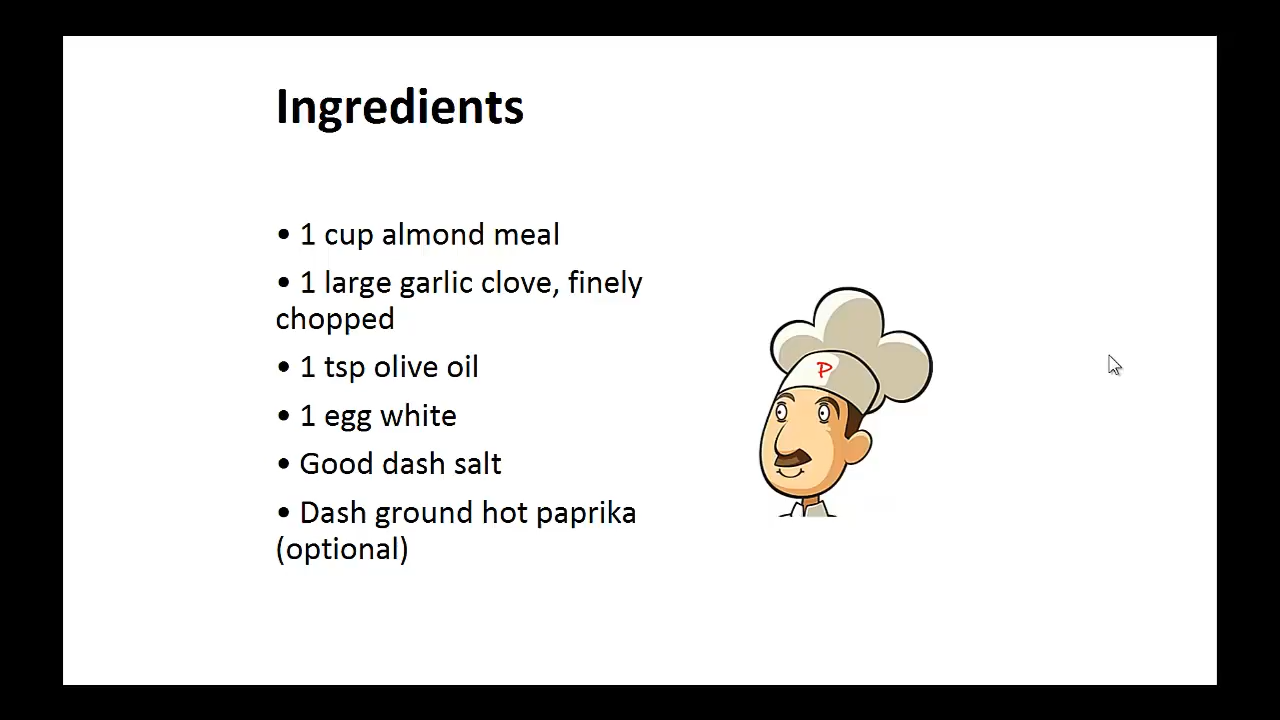 Ingredients
• 1 cup almond meal
• 1 large garlic clove, finely
chopped
• 1 tsp olive oil
• 1 egg white
• Good dash salt
• Dash ground hot paprika
(optional)
P